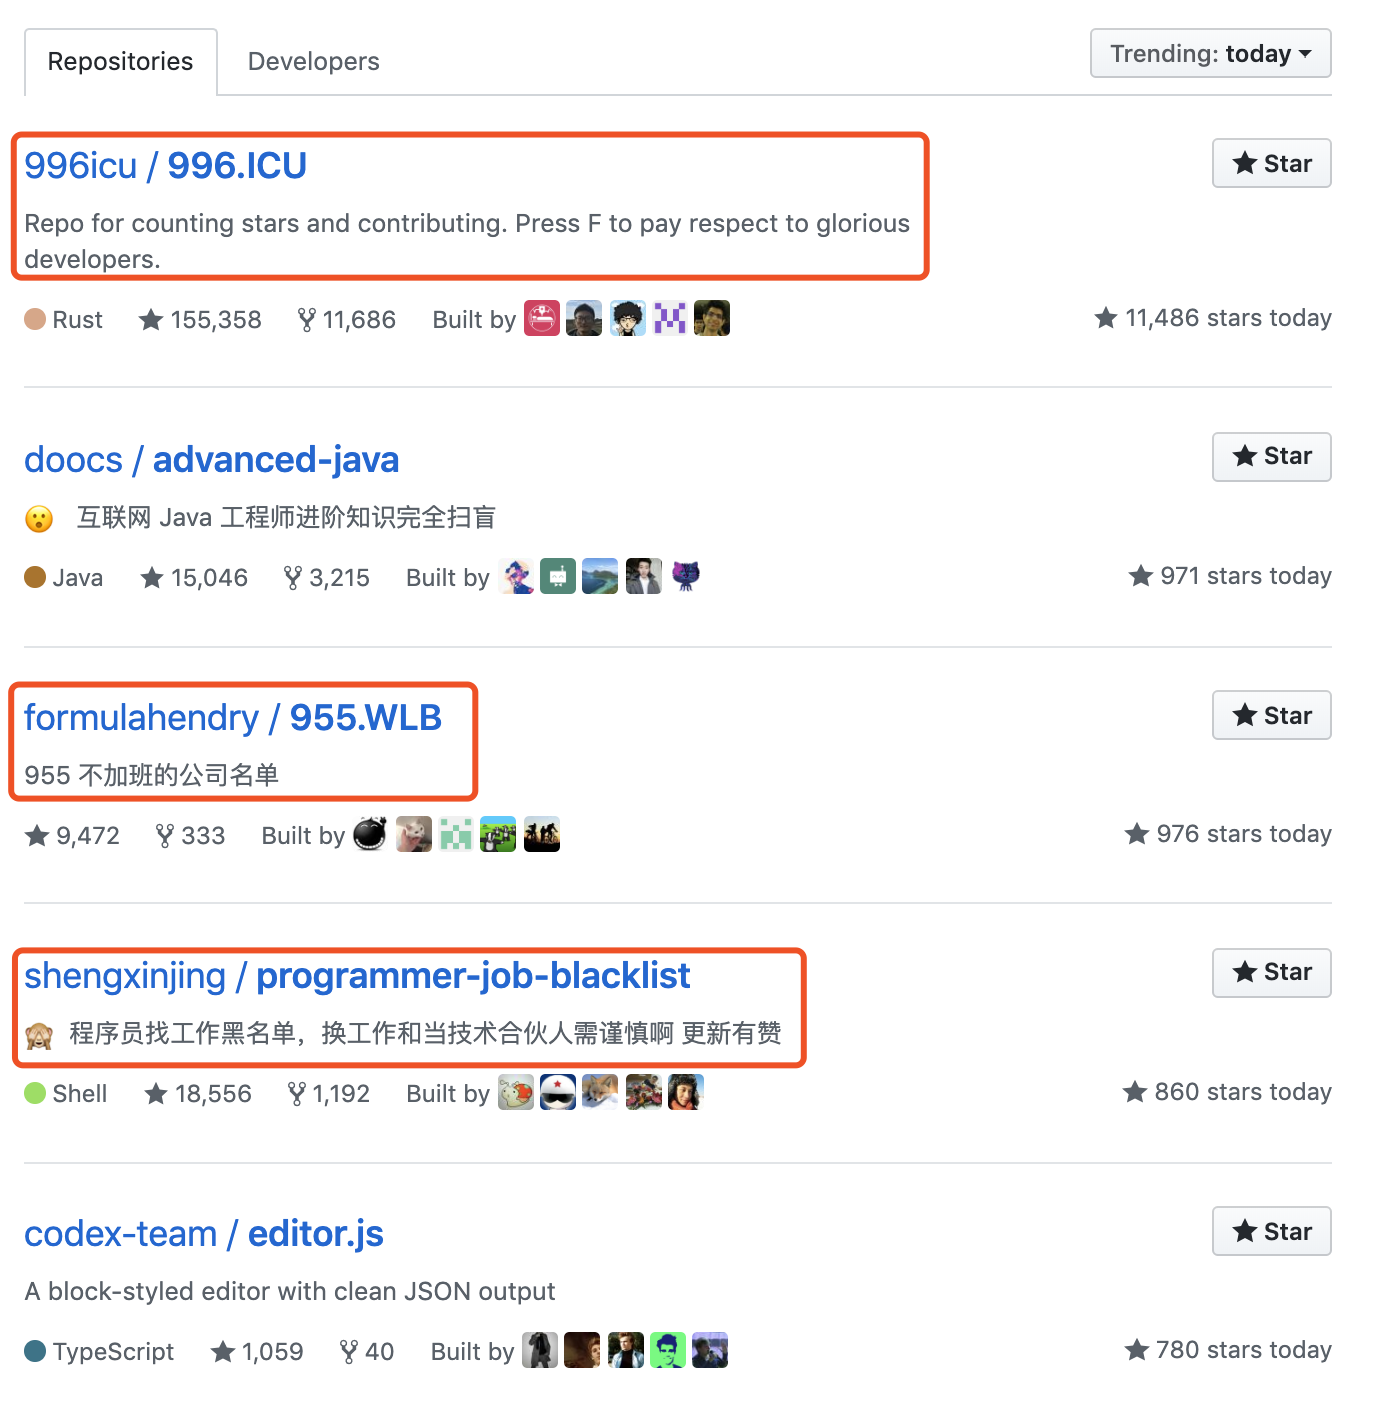 Repositories
Developers
Trending: today
996icu / 996.ICU
Star
Repo for counting stars and contributing. Press F to pay respect to glorious
developers.
Rust 155,358 11,686 Built by
11,486 stars today
doocs / advanced-java
Star
😮 互联网 Java 工程师进阶知识完全扫盲
Java 15,046 3,215 Built by
971 stars today
formulahendry / 955.WLB
Star
955 不加班的公司名单
9,472 333 Built by
976 stars today
shengxinjing / programmer-job-blacklist
Star
🙈 程序员找工作黑名单，换工作和当技术合伙人需谨慎啊 更新有赞
Shell 18,556 1,192 Built by
860 stars today
codex-team / editor.js
Star
A block-styled editor with clean JSON output
TypeScript 1,059 40 Built by
780 stars today